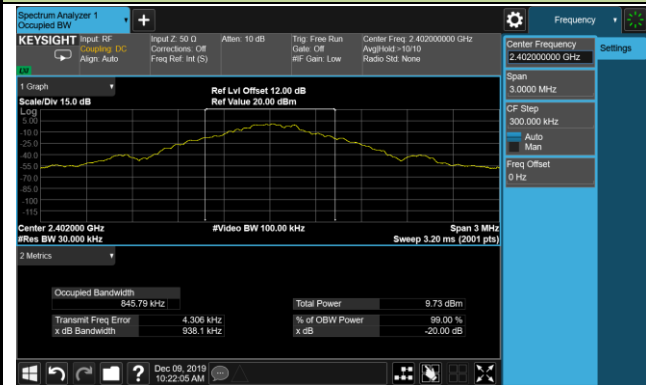 Spectrum Analyzer 1
Occupied BW
Frequency
KEYSIGHT
Input: RF
Coupling: DC
Align: Auto
Input Z: 50 Ω
Corrections: Off
Freq Ref: Int (S)
Atten: 10 dB
Trig: Free Run
Gate: Off
#IF Gain: Low
Center Freq: 2.402000000 GHz
Avg|Hold:>10/10
Radio Std: None
Center Frequency
2.402000000 GHz
Settings
Span
3.0000 MHz
CF Step
300.000 kHz
Auto
Man
Freq Offset
0 Hz
1 Graph
Scale/Div 15.0 dB
Ref Lvl Offset 12.00 dB
Ref Value 20.00 dBm
Log
5.00
-10.0
-25.0
-40.0
-55.0
-70.0
-85.0
-100
-115
Center 2.402000 GHz
#Video BW 100.00 kHz
Span 3 MHz
#Res BW 30.000 kHz
Sweep 3.20 ms (2001 pts)
2 Metrics
Occupied Bandwidth
845.79 kHz
Total Power 9.73 dBm
Transmit Freq Error 4.306 kHz
% of OBW Power 99.00 %
x dB Bandwidth 938.1 kHz
x dB -20.00 dB
?
Dec 09, 2019
10:22:05 AM